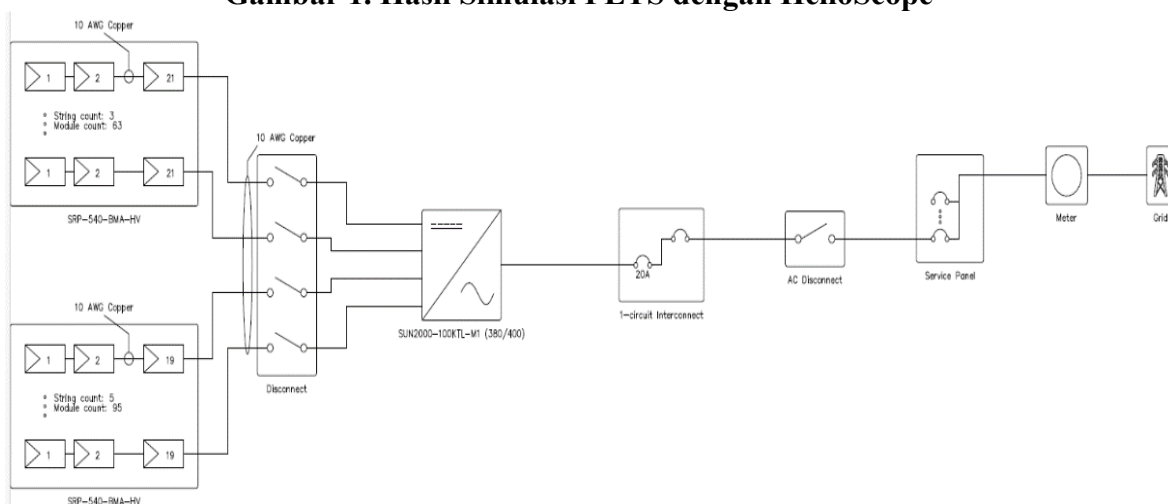 Gambar 1. Hasil Simulasi PLTS dengan HelioScope
10 AWG Copper
1
2
21
String count: 3
Module count: 63
1
2
21
SRP-540-BMA-HV
10 AWG Copper
Disconnect
10 AWG Copper
1
2
19
String count: 5
Module count: 95
1
2
19
SRP-540-BMA-HV
SUN2000-100KTL-M1 (380/400)
20A
1-circuit Interconnect
AC Disconnect
Service Panel
Meter
Grid